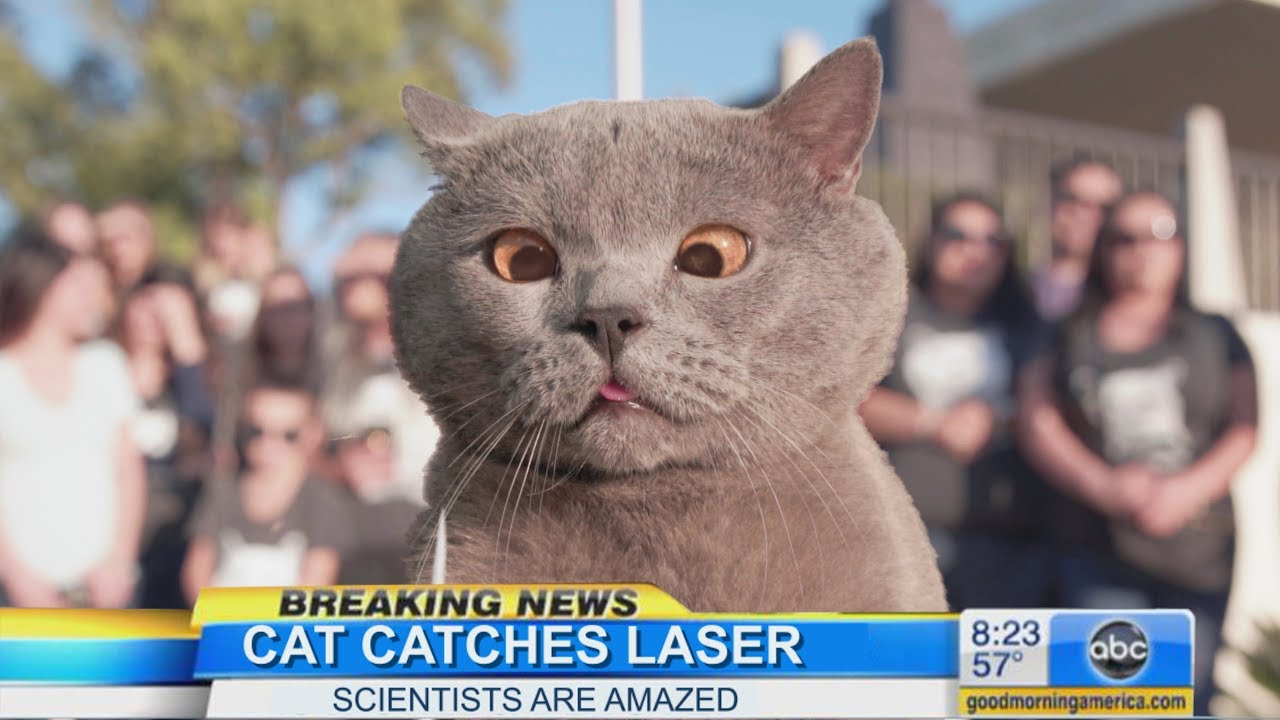 BREAKING NEWS
CAT CATCHES LASER
SCIENTISTS ARE AMAZED
8:23
57°
abc
goodmorningamerica.com